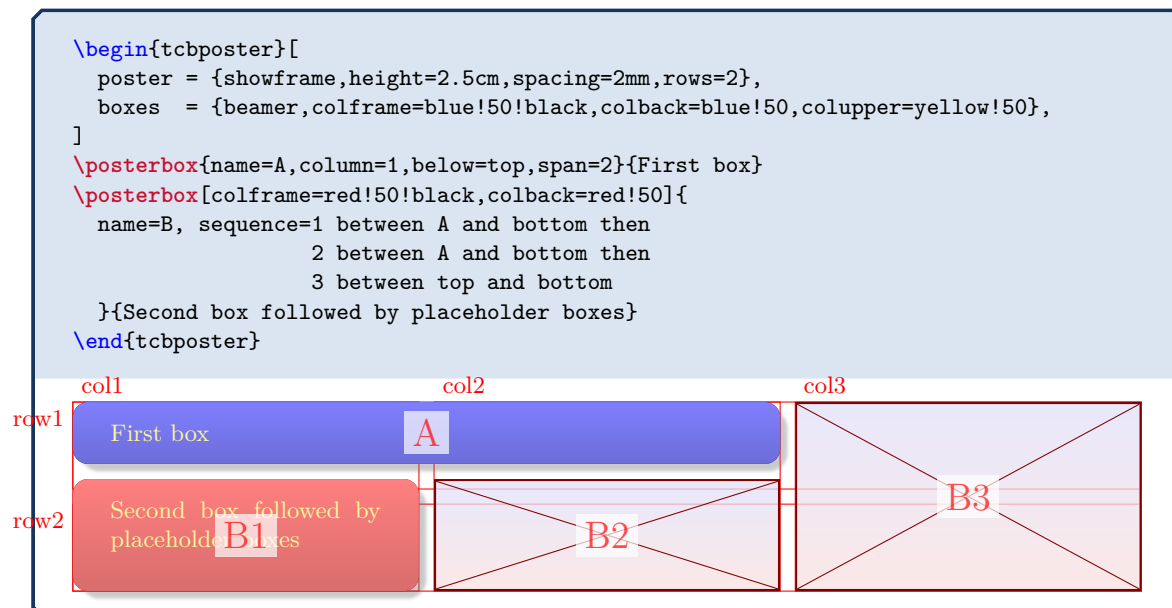 \begin{tcbposter}[
  poster = {showframe,height=2.5cm,spacing=2mm,rows=2},
  boxes  = {beamer,colframe=blue!50!black,colback=blue!50,colupper=yellow!50},
]
\posterbox{name=A,column=1,below=top,span=2}{First box}
\posterbox[colframe=red!50!black,colback=red!50]{
  name=B, sequence=1 between A and bottom then
                   2 between A and bottom then
                   3 between top and bottom
  }{Second box followed by placeholder boxes}
\end{tcbposter}
col1 col2 col3
row1
First box
A
Second box followed by
placeholder boxes
row2
B1
B2
B3